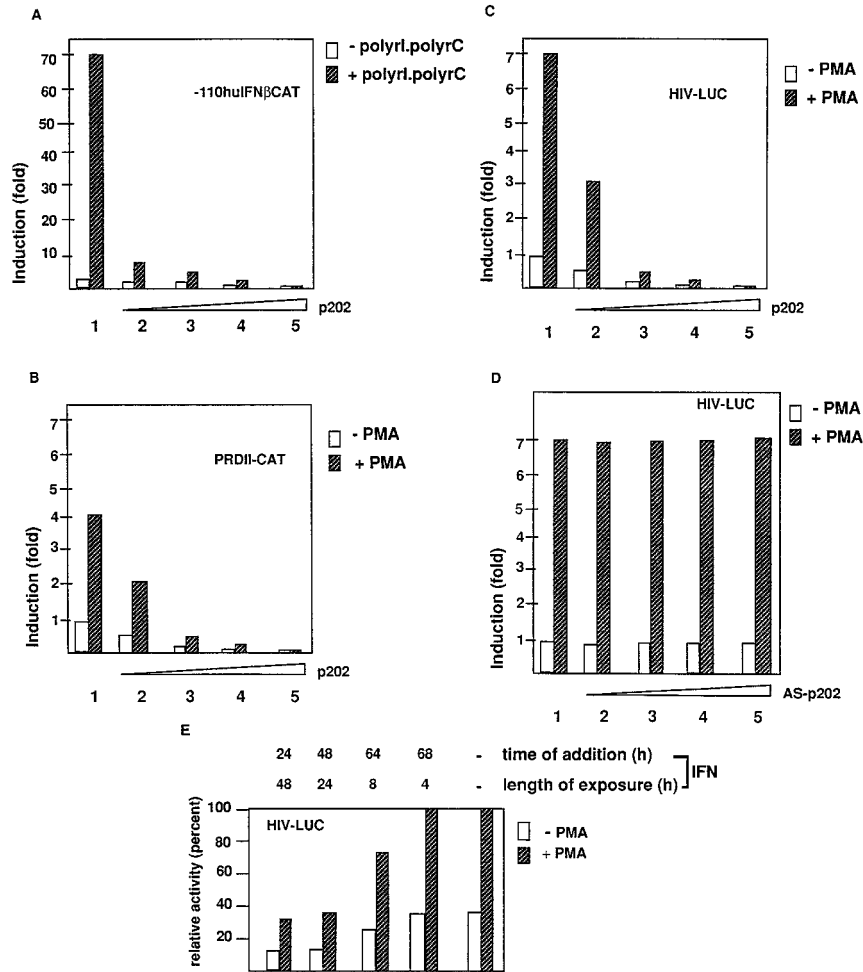 A
Induction (fold)
70
60
50
40
30
20
10
-110huIFNβCAT
- polyrI.polyrC
+ polyrI.polyrC
p202
1 2 3 4 5
B
Induction (fold)
7
6
5
4
3
2
1
PRDII-CAT
- PMA
+ PMA
p202
1 2 3 4 5
C
Induction (fold)
7
6
5
4
3
2
1
HIV-LUC
- PMA
+ PMA
p202
1 2 3 4 5
D
Induction (fold)
7
6
5
4
3
2
1
HIV-LUC
- PMA
+ PMA
AS-p202
1 2 3 4 5
E
24 48 64 68 - time of addition (h)
48 24 8 4 - length of exposure (h)
IFN
relative activity (percent)
100
80
60
40
20
HIV-LUC
- PMA
+ PMA